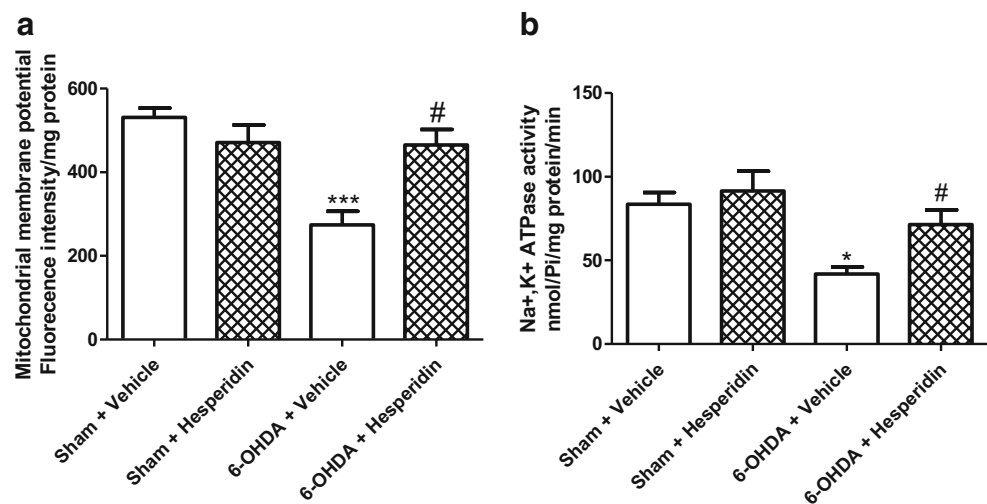 a
Mitochondrial membrane potential
Fluorecence intensity/mg protein
600
400
200
0
***
#
Sham + Vehicle
Sham + Hesperidin
6-OHDA + Vehicle
6-OHDA + Hesperidin
b
Na+,K+ ATPase activity
nmol/Pi/mg protein/min
150
100
50
0
*
#
Sham + Vehicle
Sham + Hesperidin
6-OHDA + Vehicle
6-OHDA + Hesperidin